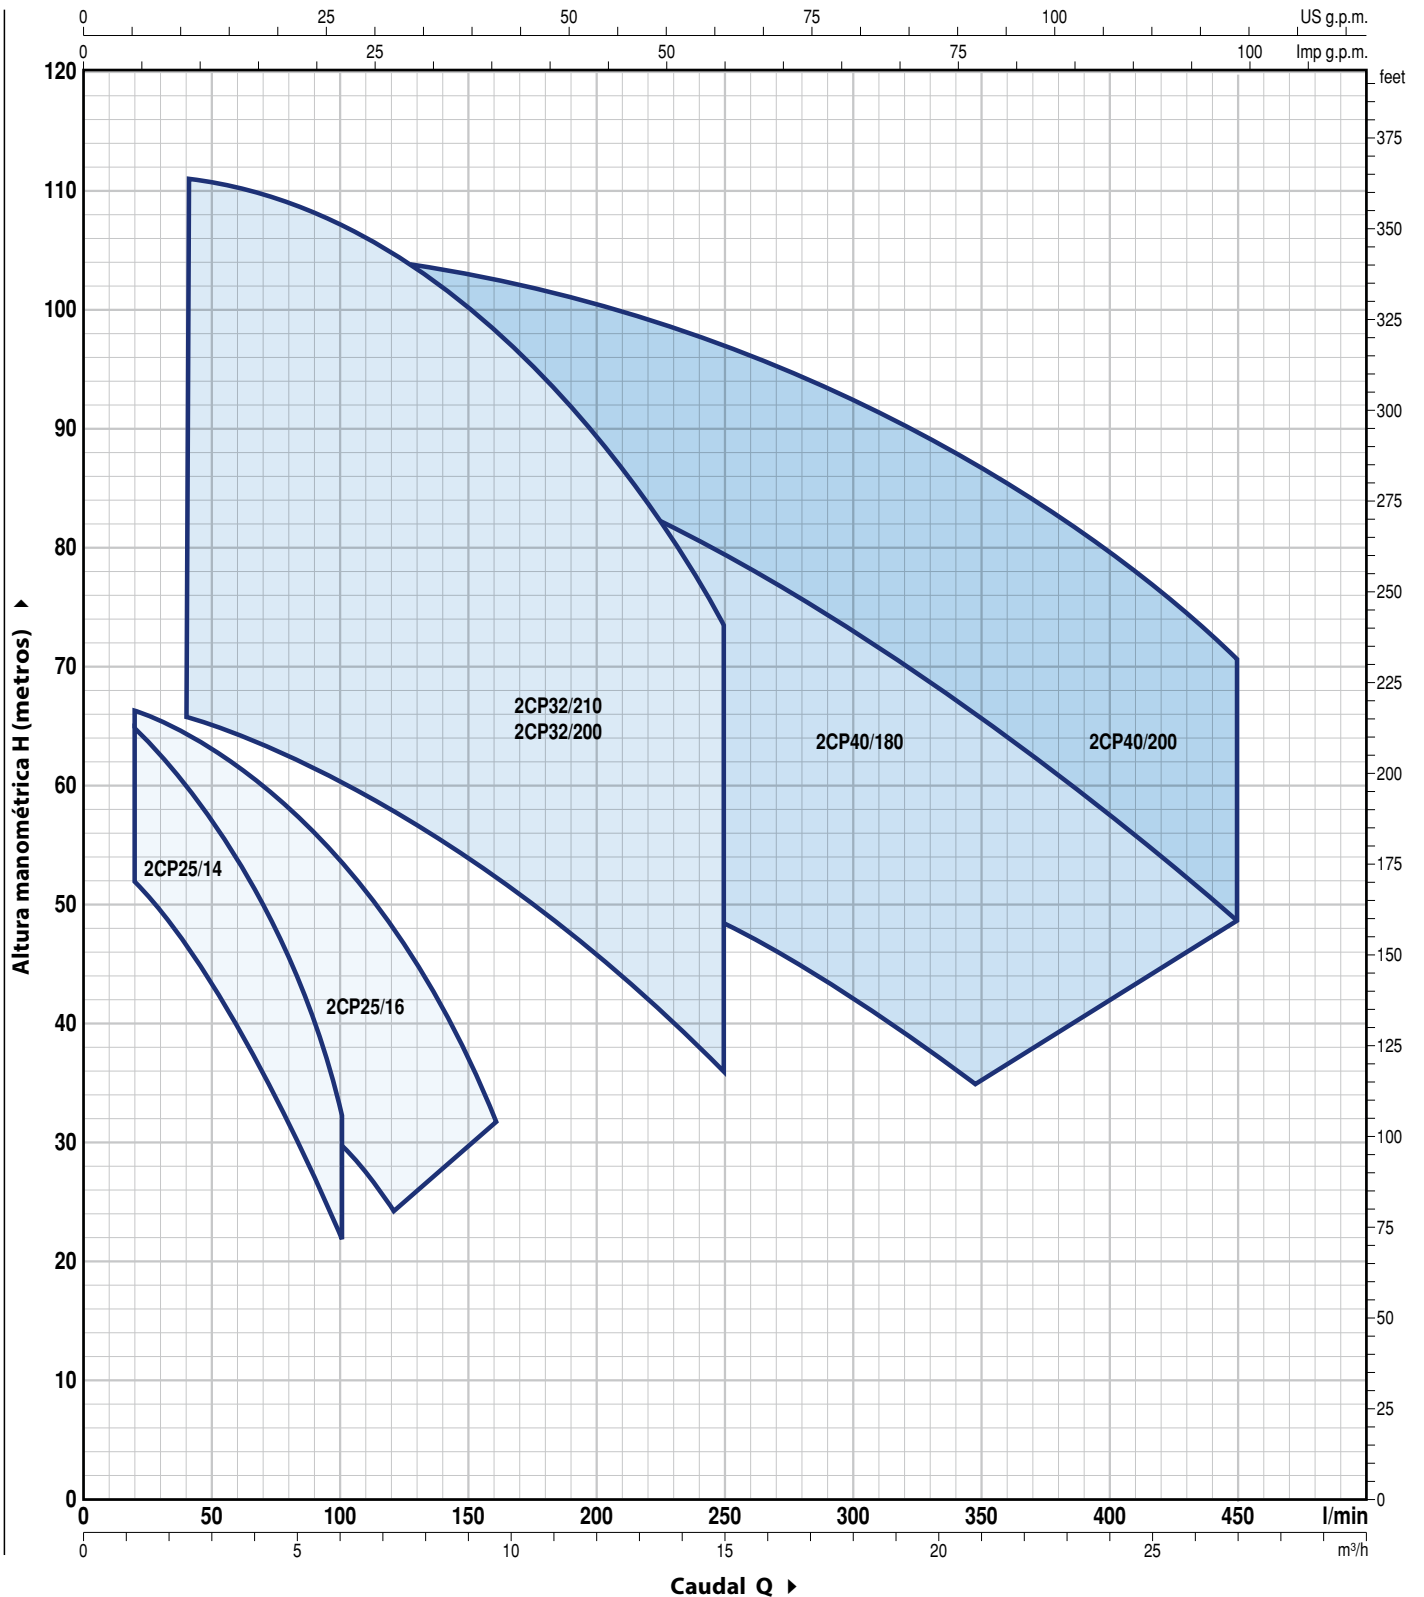 0 25 50 75 100 US g.p.m.
0 25 50 75 100 Imp g.p.m.
120
feet
375
110
350
100
325
300
90
275
80
250
70
225
2CP32/210
2CP32/200
2CP40/180
2CP40/200
60
200
2CP25/14
175
50
150
2CP25/16
40
125
30
100
75
20
50
10
25
0
0
Altura manométrica H (metros)
0 50 100 150 200 250 300 350 400 450 l/min
0 5 10 15 20 25 m³/h
Caudal Q